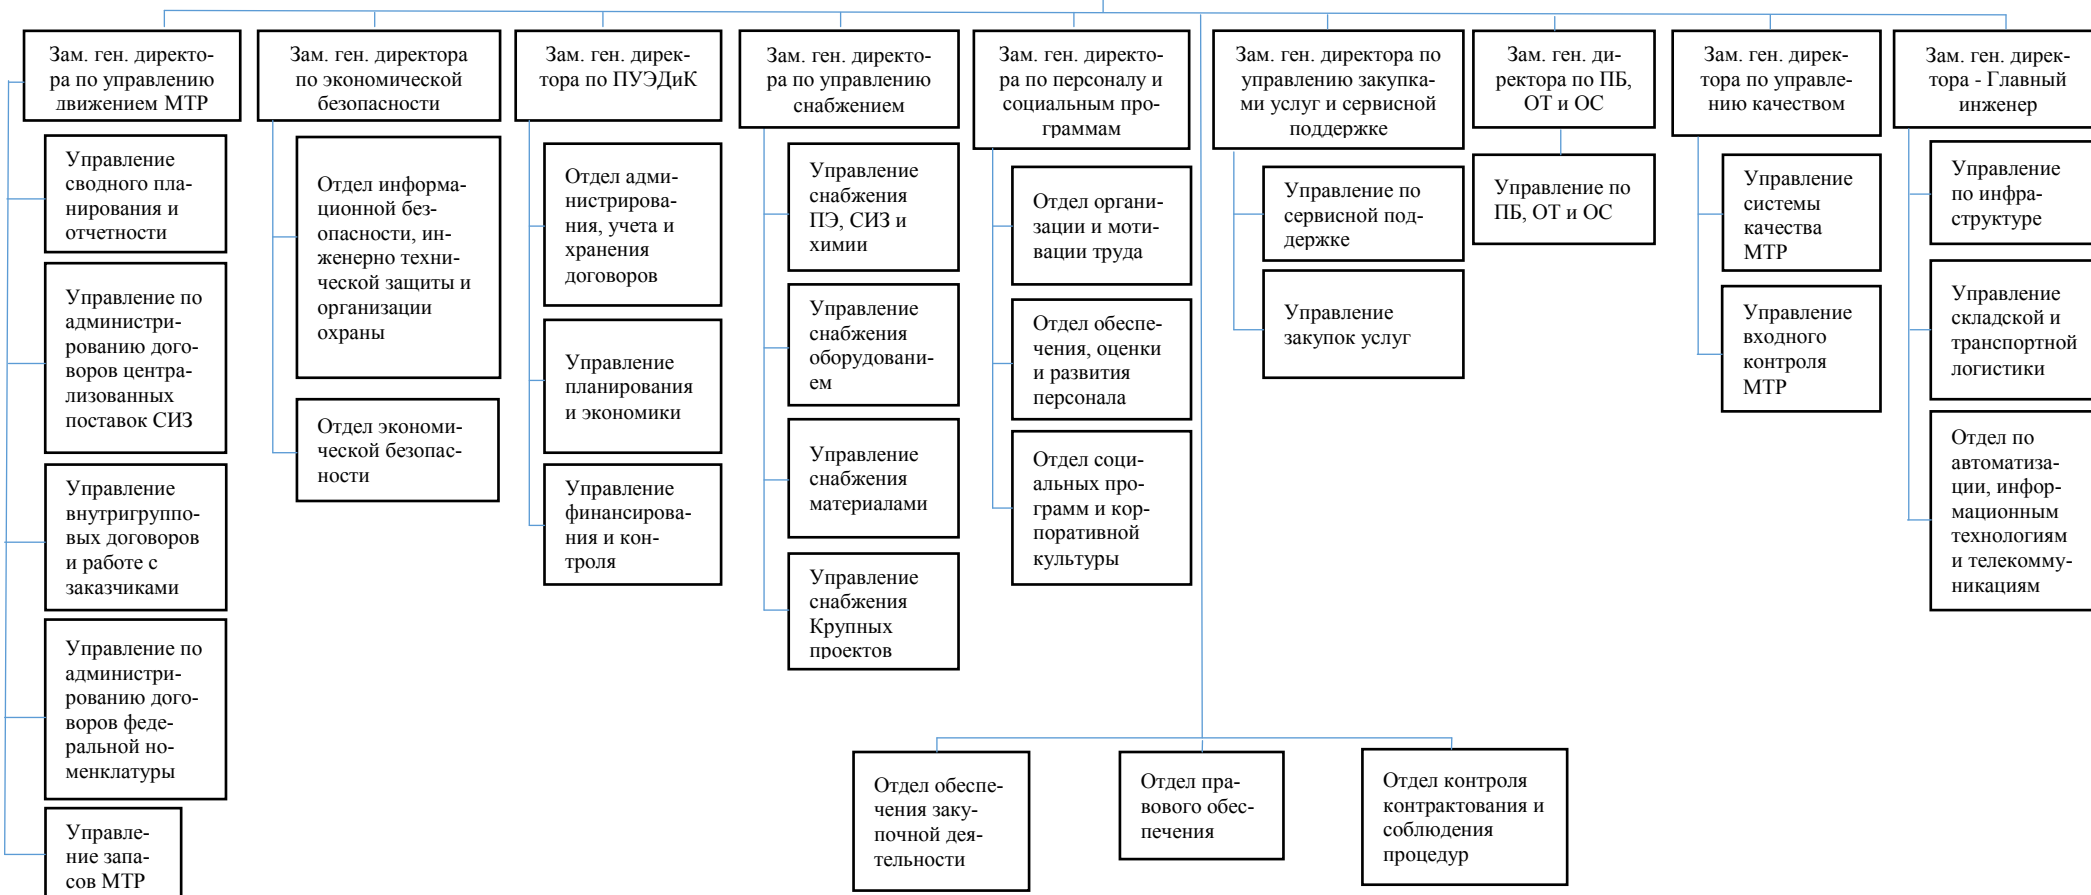 Зам. ген. директо-
ра по управлению
движением МТР
Управление
сводного пла-
нирования и
отчетности
Управление по
администри-
рованию дого-
воров центра-
лизованных
поставок СИЗ
Управление
внутригруппо-
вых договоров
и работе с
заказчиками
Управление по
администри-
рованию дого-
воров феде-
ральной но-
менклатуры
Управле-
ние запа-
сов МТР
Зам. ген. директора
по экономической
безопасности
Отдел информа-
ционной без-
опасности, ин-
женерно техни-
ческой защиты и
организации
охраны
Отдел экономи-
ческой безопас-
ности
Зам. ген. дирек-
тора по ПУЭДиК
Отдел адми-
нистрирова-
ния, учета и
хранения
договоров
Управление
планирования
и экономики
Управление
финансирова-
ния и кон-
троля
Зам. ген. директо-
ра по управлению
снабжением
Управление
снабжения
ПЭ, СИЗ и
химии
Управление
снабжения
оборудовани-
ем
Управление
снабжения
материалами
Управление
снабжения
Крупных
проектов
Зам. ген. директо-
ра по персоналу и
социальным про-
граммам
Отдел органи-
зации и моти-
вации труда
Отдел обеспе-
чения, оценки
и развития
персонала
Отдел соци-
альных про-
грамм и кор-
поративной
культуры
Зам. ген. директора по
управлению закупка-
ми услуг и сервисной
поддержке
Управление по
сервисной под-
держке
Управление
закупок услуг
Зам. ген. ди-
ректора по ПБ,
ОТ и ОС
Управление по
ПБ, ОТ и ОС
Зам. ген. дирек-
тора по управле-
нию качеством
Управление
системы
качества
МТР
Управление
входного
контроля
МТР
Зам. ген. дирек-
тора - Главный
инженер
Управление
по инфра-
структуре
Управление
складской и
транспортной
логистики
Отдел по
автоматиза-
ции, инфор-
мационным
технологиям
и телекомму-
никациям
Отдел обеспе-
чения заку-
почной дея-
тельности
Отдел пра-
вового обес-
печения
Отдел контроля
контрактования и
соблюдения
процедур